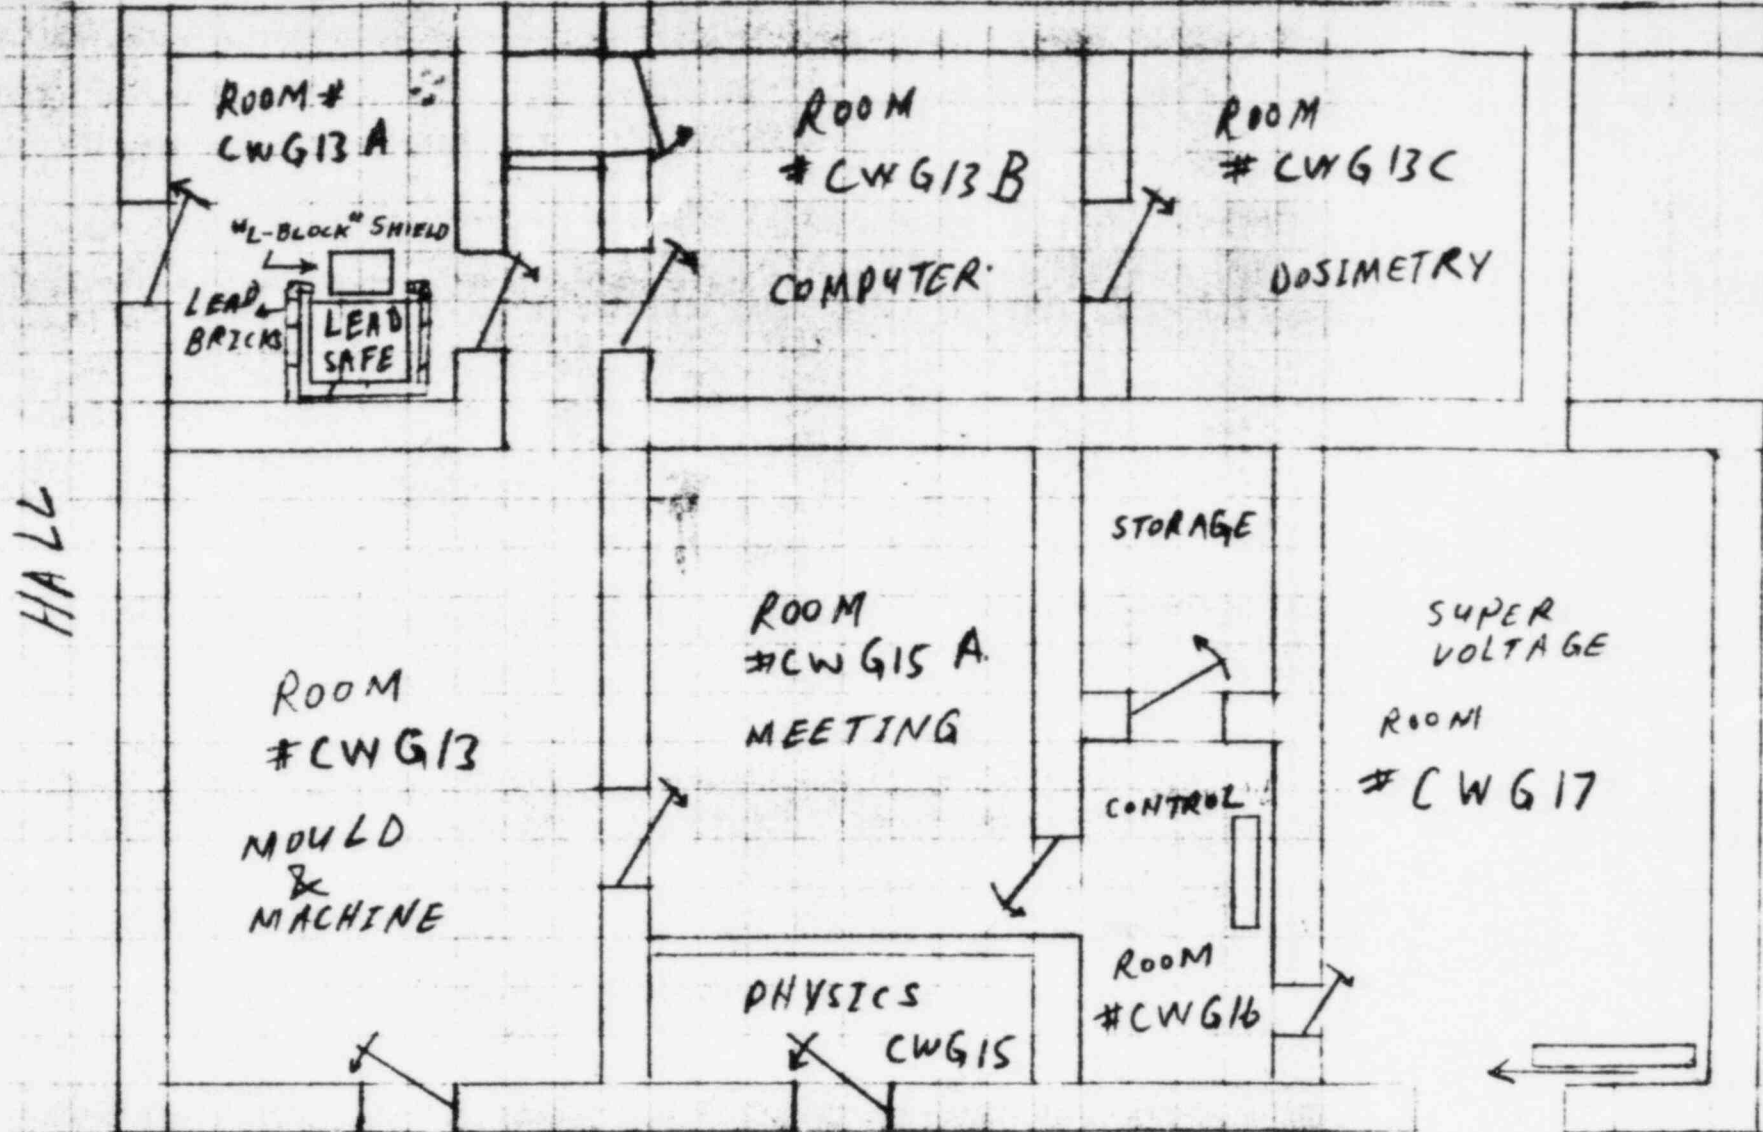 ROOM #
CWG13 A
"L-BLOCK" SHIELD
LEAD
BRICKS
LEAD
SAFE
ROOM
# CWG13 B
COMPUTER
ROOM
# CWG13C
DOSIMETRY
HALL
ROOM
#CWG13
MOULD
&
MACHINE
ROOM
#CWG15 A
MEETING
STORAGE
CONTROL
ROOM
#CWG16
SUPER
VOLTAGE
ROOM
# CWG17
PHYSICS
CWG15